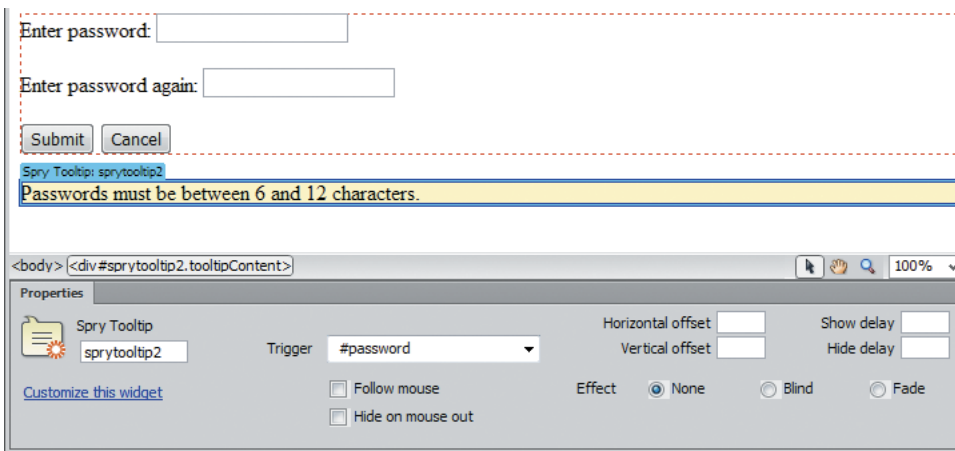 Enter password:
Enter password again:
Submit Cancel
Spry Tooltip: sprytooltip2
Passwords must be between 6 and 12 characters.
<body> <div#sprytooltip2.tooltipContent> 100%
Properties
Spry Tooltip Horizontal offset Show delay
sprytooltip2 Trigger #password Vertical offset Hide delay
Customize this widget Follow mouse Effect None Blind Fade
Hide on mouse out